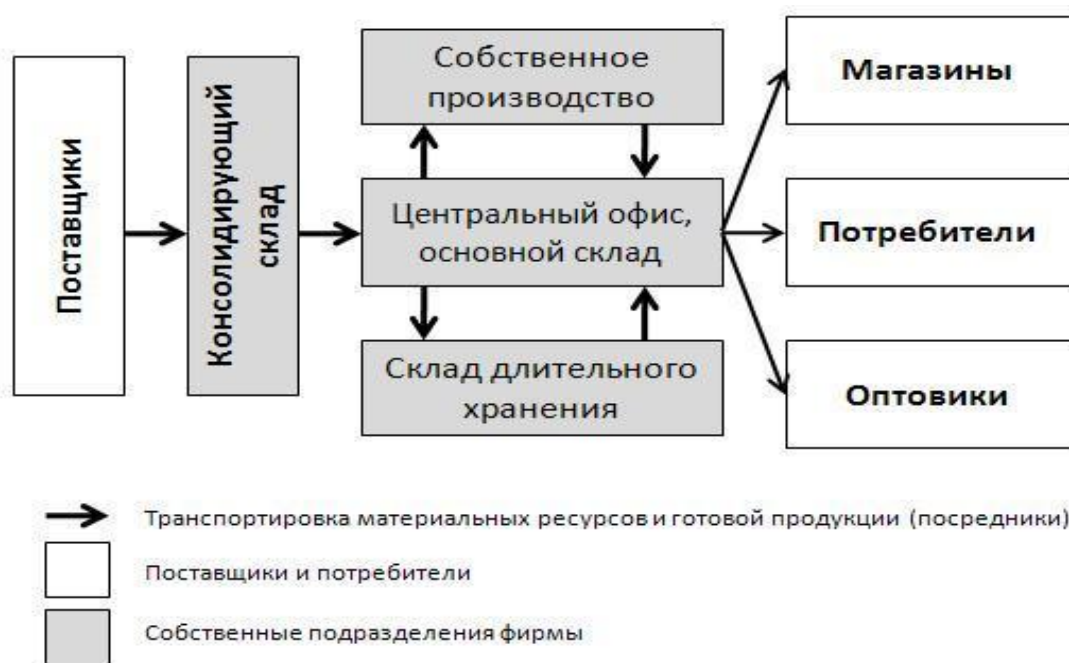 Поставщики
Консолидирующий
склад
Собственное
производство
Центральный офис,
основной склад
Склад длительного
хранения
Магазины
Потребители
Оптовики
Транспортировка материальных ресурсов и готовой продукции (посредники)
Поставщики и потребители
Собственные подразделения фирмы